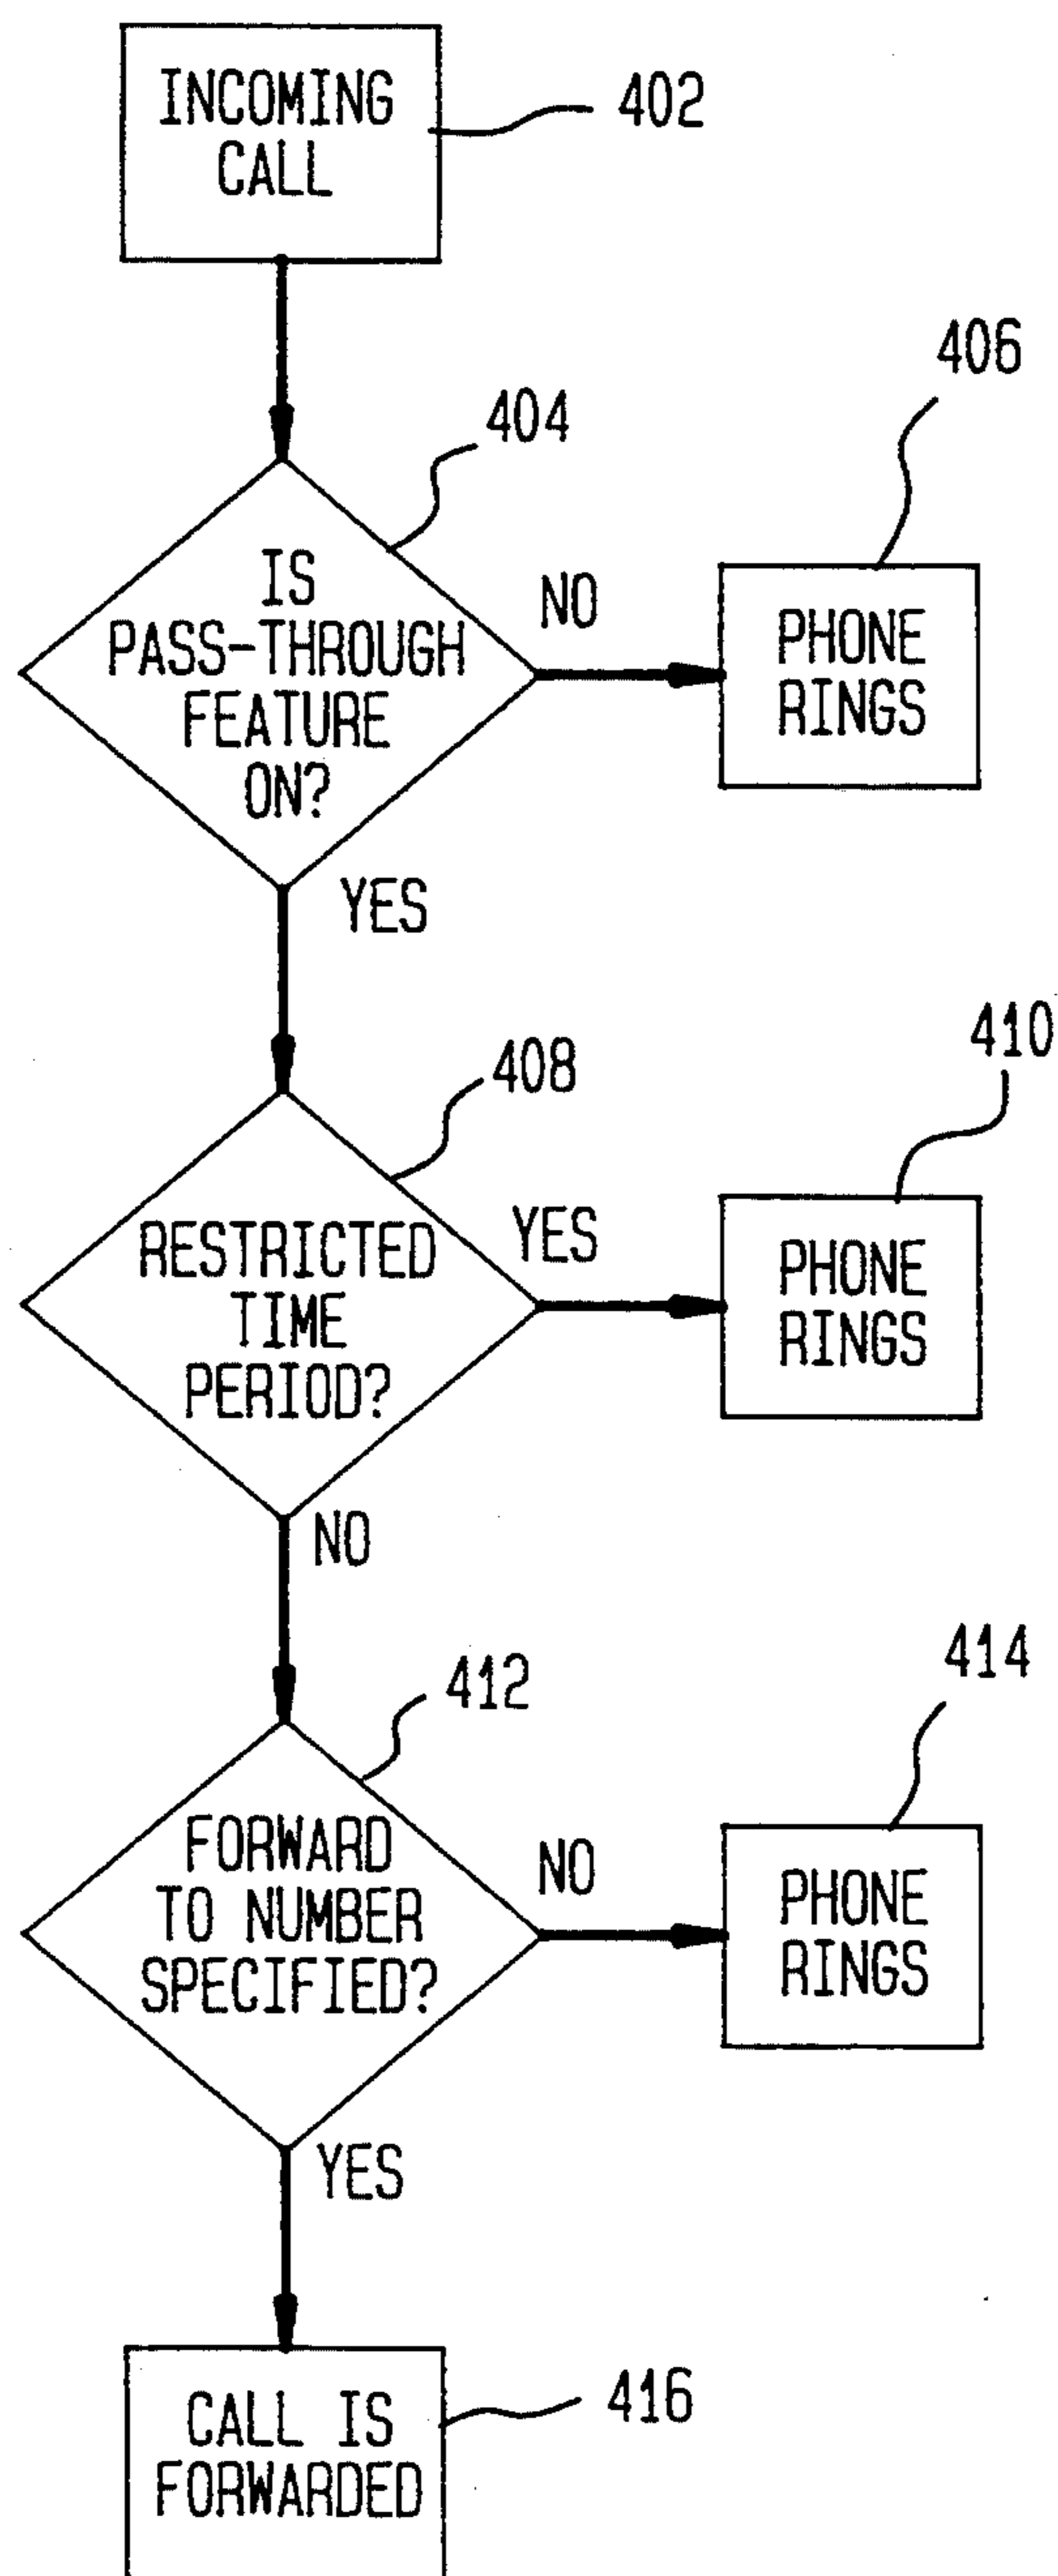 INCOMING
CALL
402
404
406
IS
PASS-THROUGH
FEATURE
ON?
NO
PHONE
RINGS
YES
408
410
RESTRICTED
TIME
PERIOD?
YES
PHONE
RINGS
NO
412
414
FORWARD
TO NUMBER
SPECIFIED?
NO
PHONE
RINGS
YES
CALL IS
FORWARDED
416